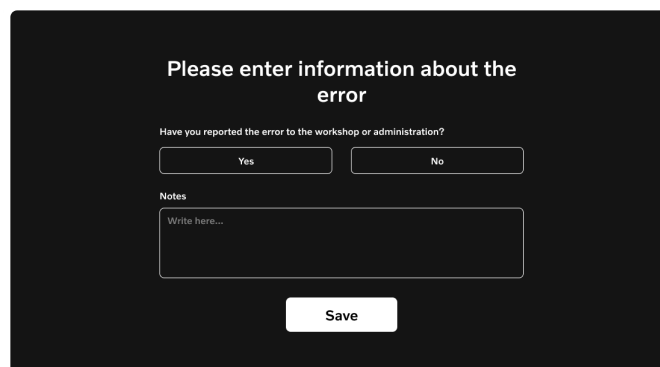 Please enter information about the
error
Have you reported the error to the workshop or administration?
Yes
No
Notes
Write here...
Save